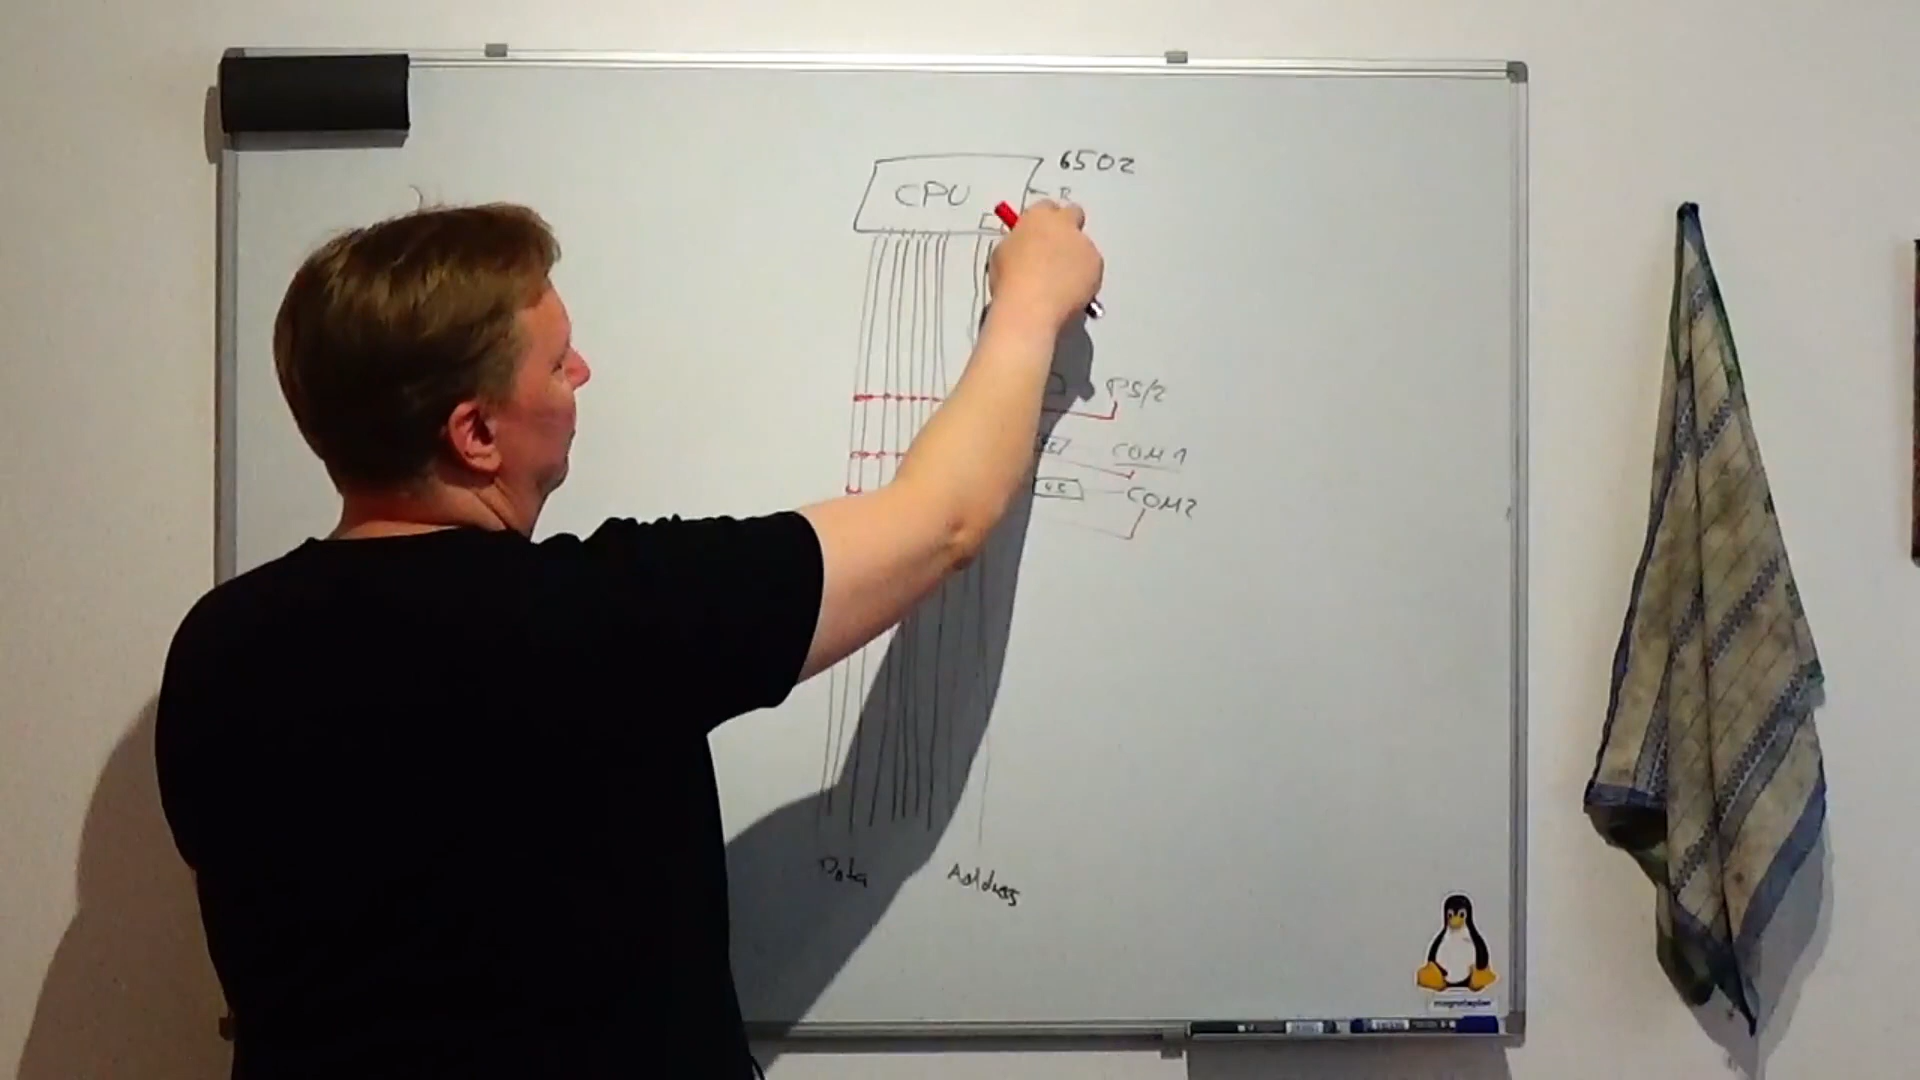 6502
CPU
R
PS/2
COM1
COM2
Data
Address